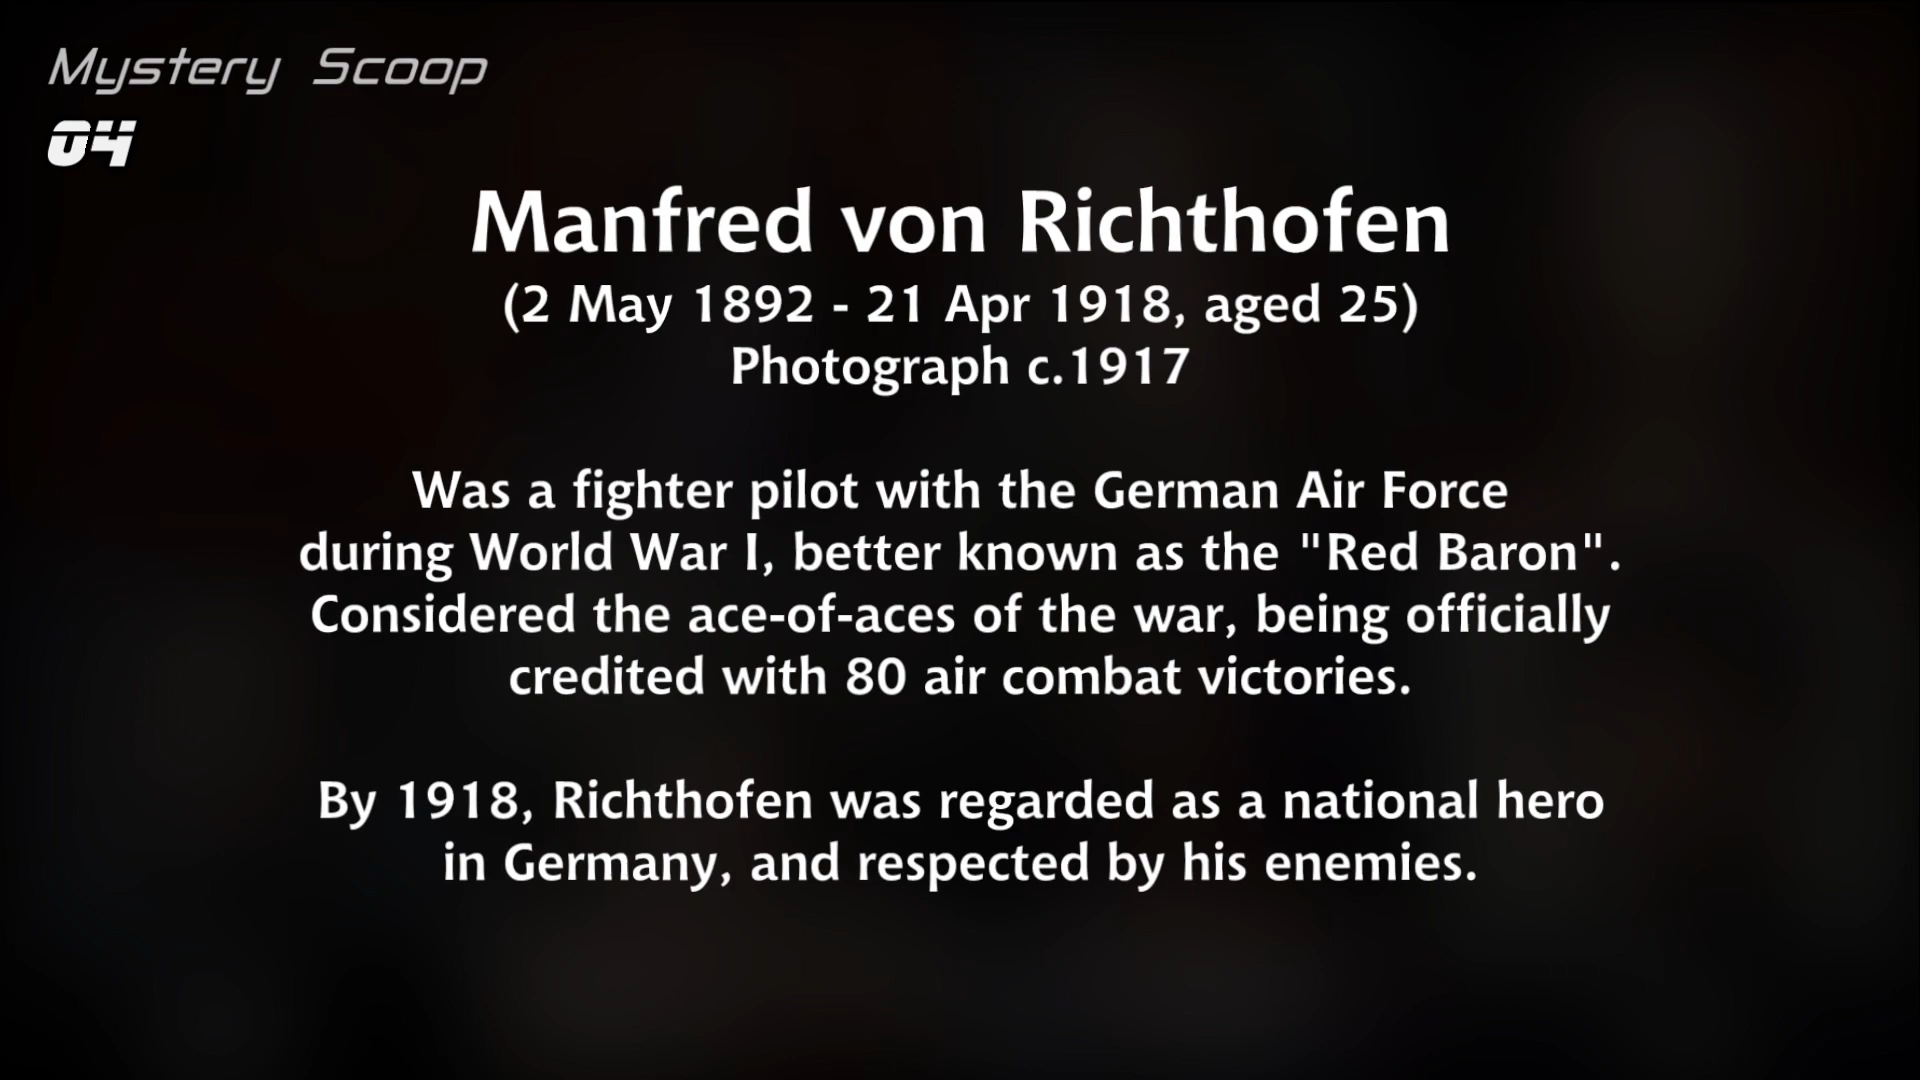 Mystery Scoop
04
Manfred von Richthofen
(2 May 1892 - 21 Apr 1918, aged 25)
Photograph c.1917
Was a fighter pilot with the German Air Force
during World War I, better known as the "Red Baron".
Considered the ace-of-aces of the war, being officially
credited with 80 air combat victories.
By 1918, Richthofen was regarded as a national hero
in Germany, and respected by his enemies.